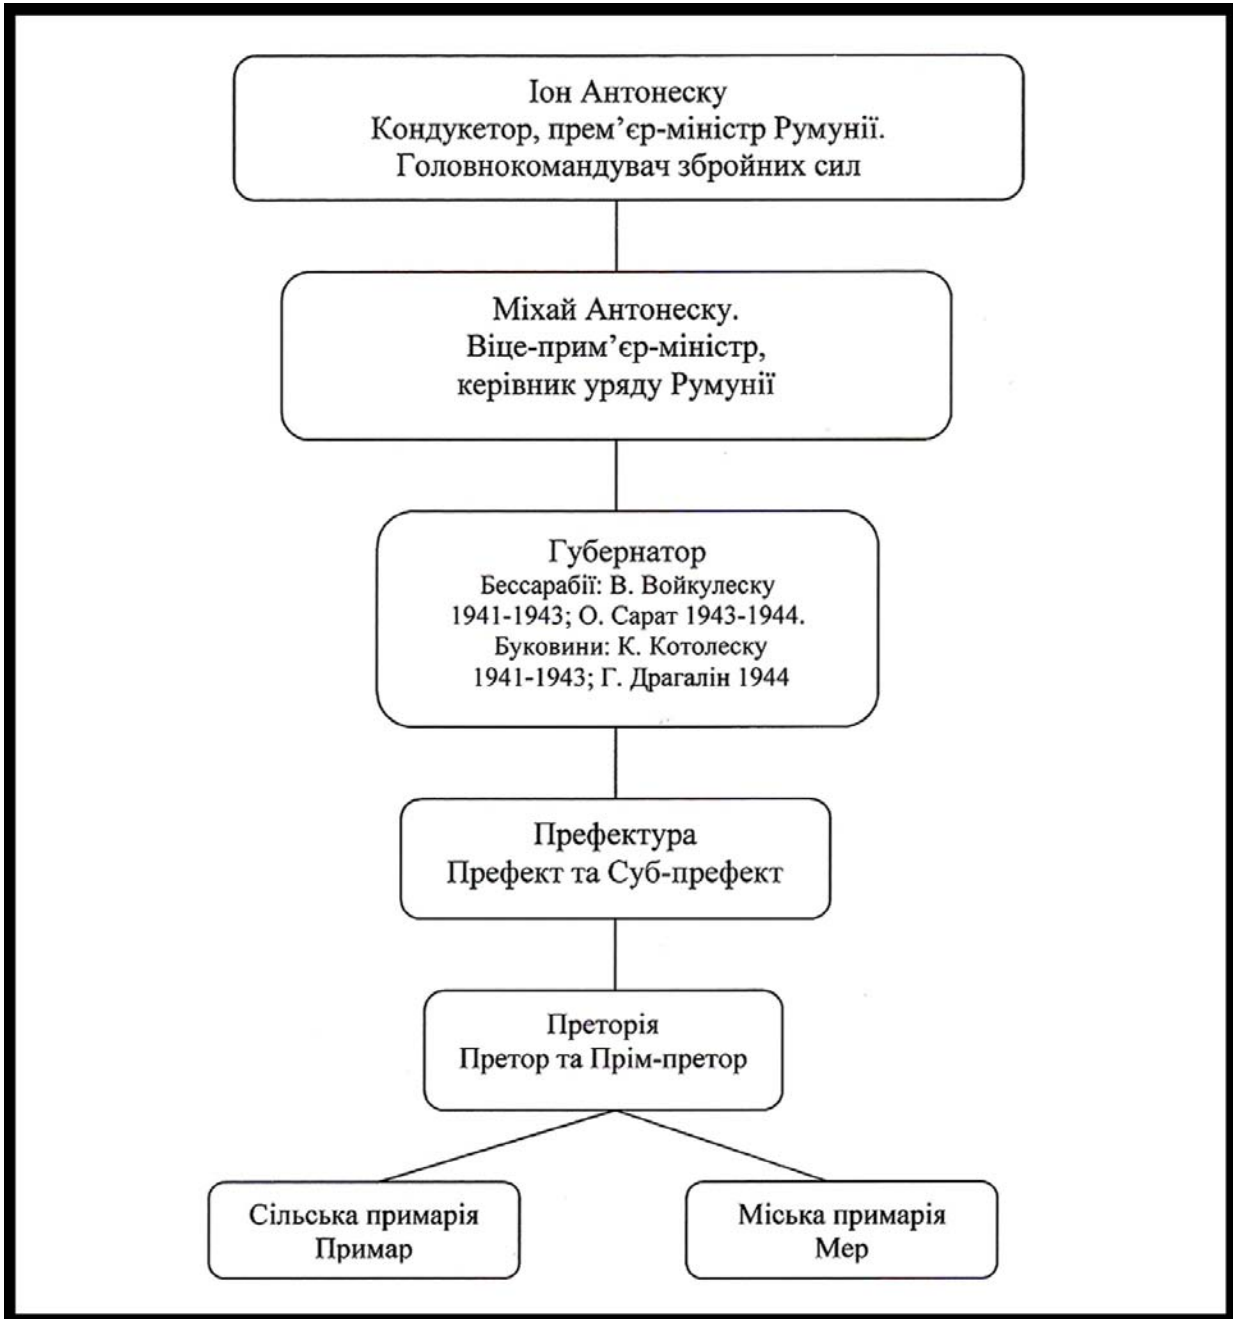 Іон Антонеску
Кондукетор, прем’єр-міністр Румунії.
Головнокомандувач збройних сил
Міхай Антонеску.
Віце-прим’єр-міністр,
керівник уряду Румунії
Губернатор
Бессарабії: В. Войкулеску
1941-1943; О. Сарат 1943-1944.
Буковини: К. Котолеску
1941-1943; Г. Драгалін 1944
Префектура
Префект та Суб-префект
Преторія
Претор та Прім-претор
Сільська примарія
Примар
Міська примарія
Мер